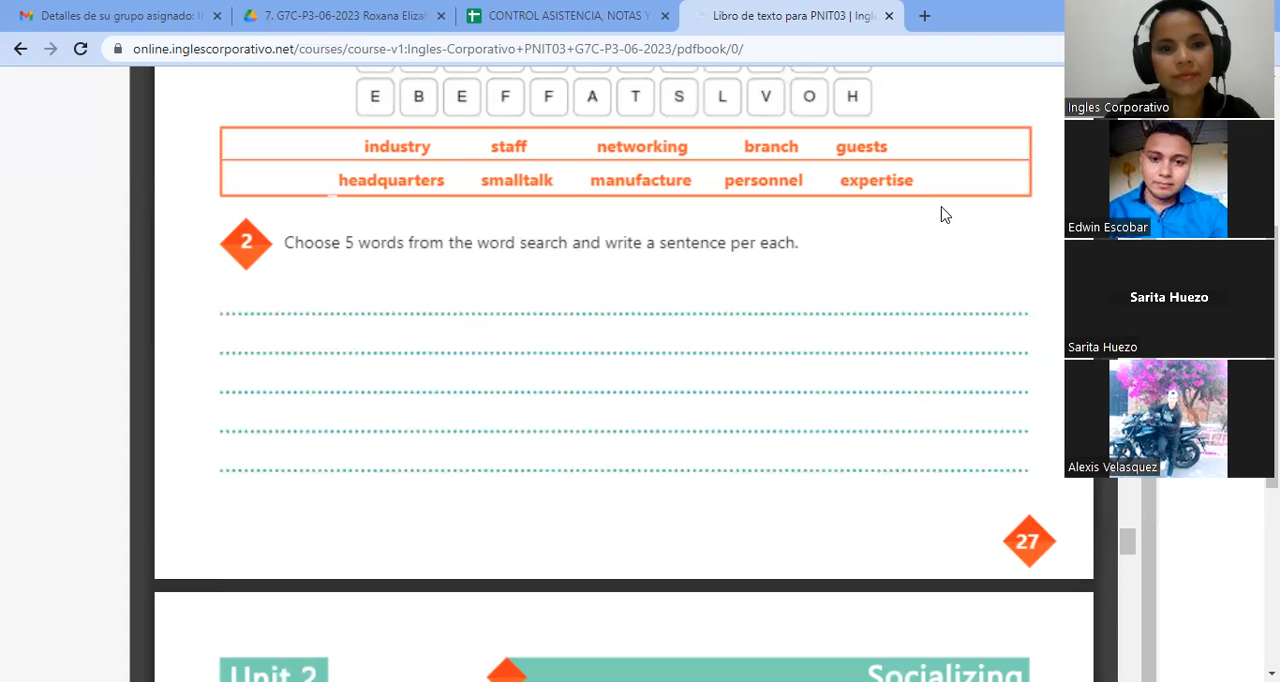 Detalles de su grupo asignado: I
7. G7C-P3-06-2023 Roxana Eliza
CONTROL ASISTENCIA, NOTAS Y
Libro de texto para PNIT03 | Ingl
online.inglescorporativo.net/courses/course-v1:Ingles-Corporativo+PNIT03+G7C-P3-06-2023/pdfbook/0/
E B E F F A T S L V O H
industry staff networking branch guests
headquarters smalltalk manufacture personnel expertise
2 Choose 5 words from the word search and write a sentence per each.
27
Unit 2 Socializing
Ingles Corporativo
Edwin Escobar
Sarita Huezo
Sarita Huezo
Alexis Velasquez